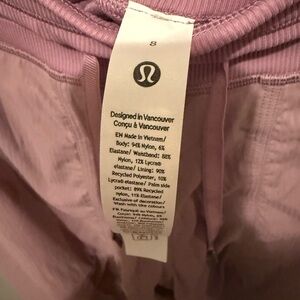 8
Designed in Vancouver
Conçu à Vancouver
EN Made in Vietnam/
Body: 94% Nylon, 6%
Elastane/ Waistband: 88%
Nylon, 12% Lycra®
elastane/ Lining: 90%
Recycled Polyester, 10%
Lycra® elastane/ Palm side
pocket: 89% Recycled
Nylon, 11% Elastane/
Exclusive of decoration/
Wash with like colours